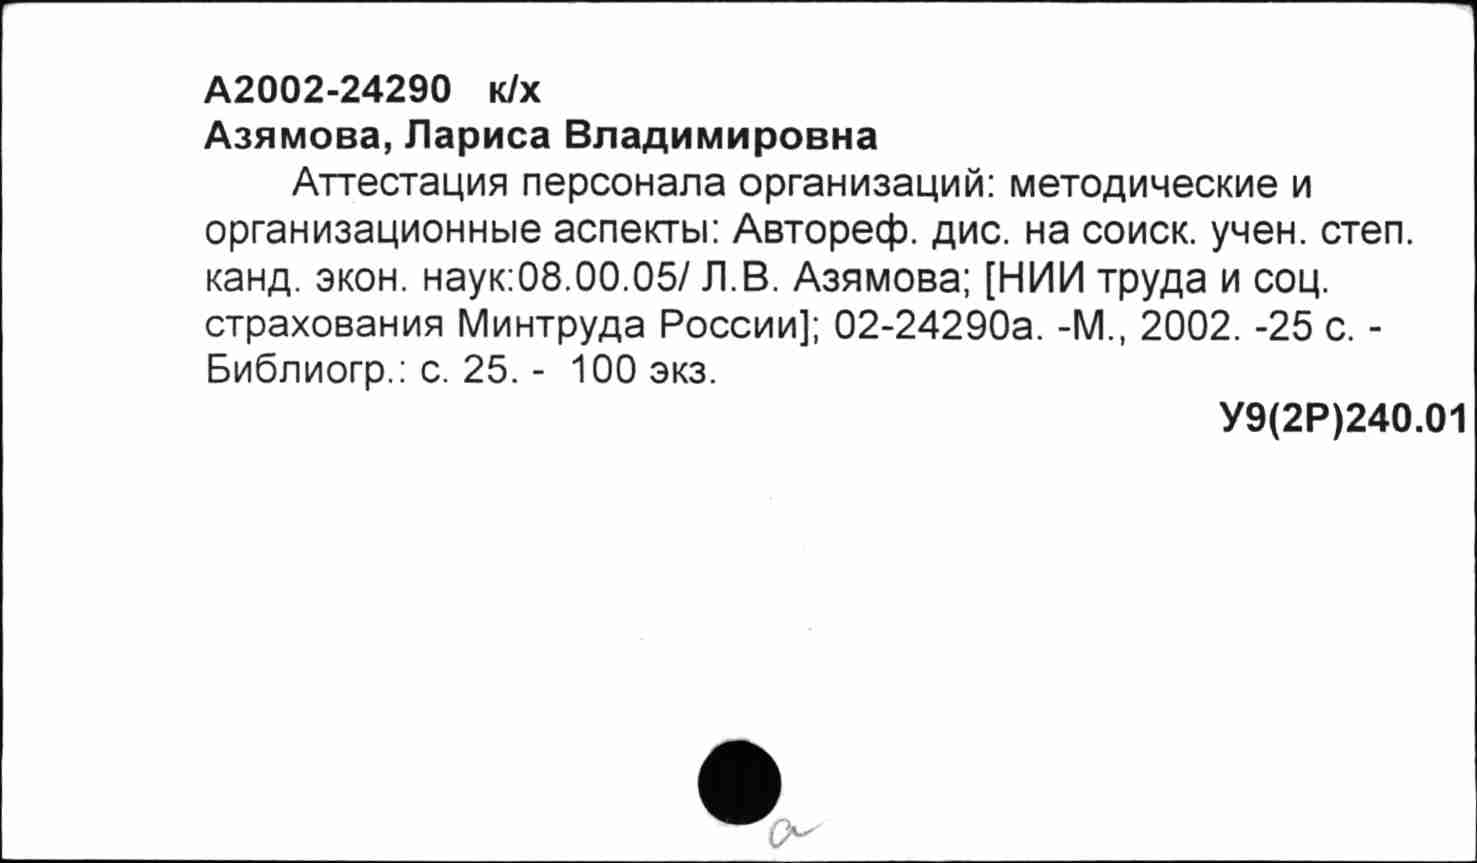 А2002-24290 к/х
Азямова, Лариса Владимировна
Аттестация персонала организаций: методические и
организационные аспекты: Автореф. дис. на соиск. учен. степ.
канд. экон. наук:08.00.05/ Л.В. Азямова; [НИИ труда и соц.
страхования Минтруда России]; 02-24290а. -М., 2002. -25 с. -
Библиогр.: с. 25. - 100 экз.
У9(2Р)240.01
а